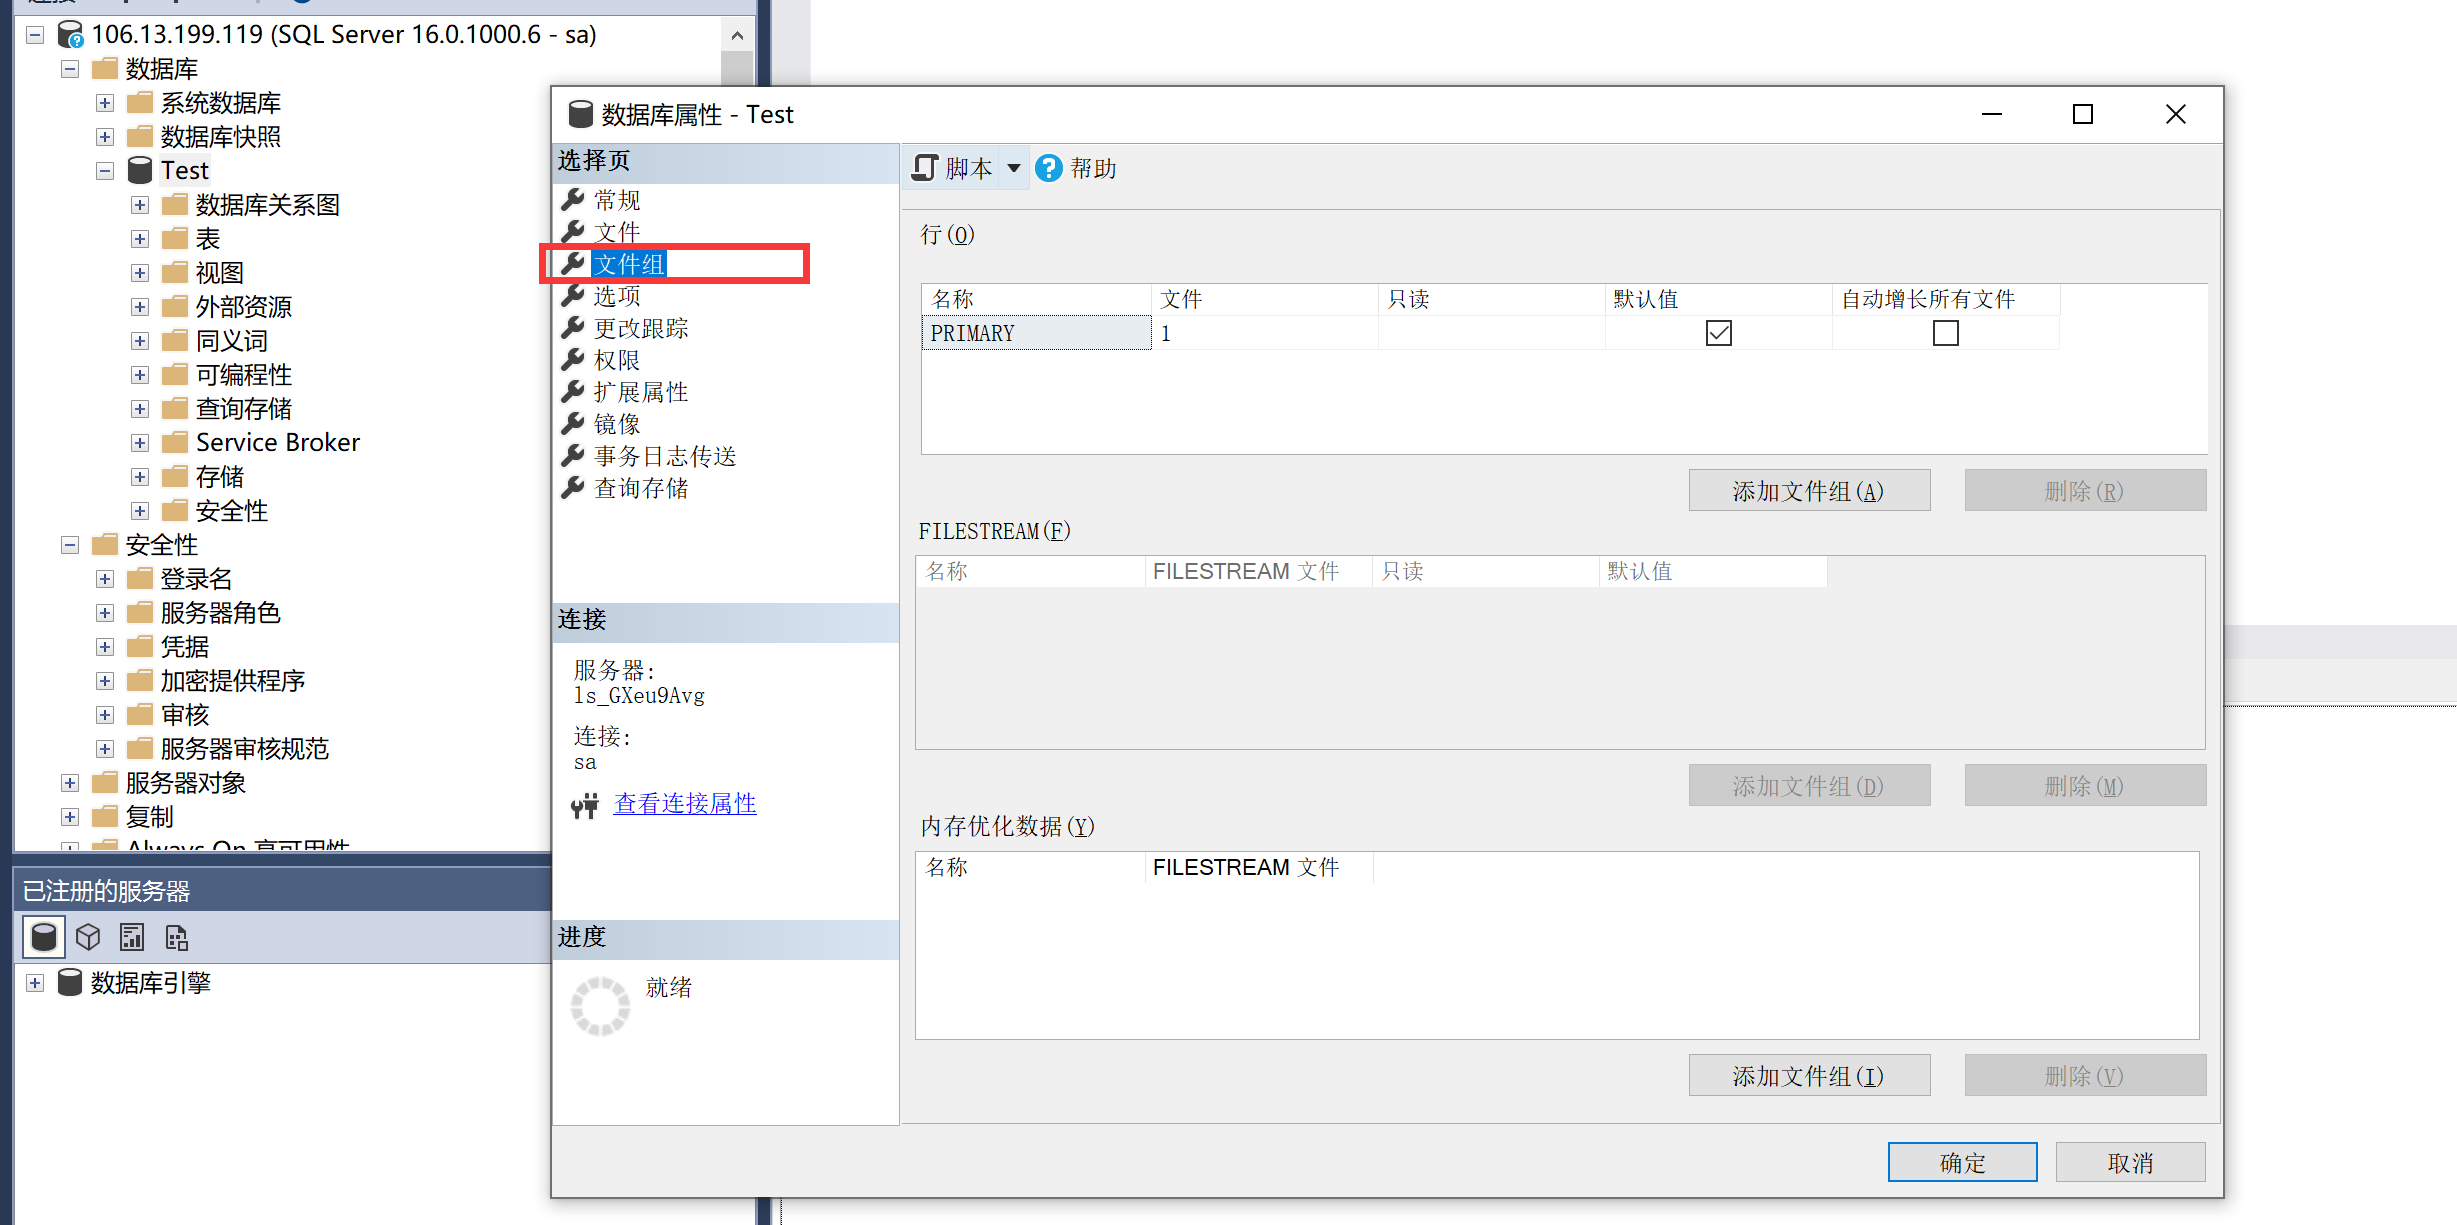 106.13.199.119 (SQL Server 16.0.1000.6 - sa)
数据库
系统数据库
数据库快照
Test
数据库关系图
表
视图
外部资源
同义词
可编程性
查询存储
Service Broker
存储
安全性
安全性
登录名
服务器角色
凭据
加密提供程序
审核
服务器审核规范
服务器对象
复制
Always On 高可用性
已注册的服务器
数据库引擎
数据库属性 - Test
选择页
常规
文件
文件组
选项
更改跟踪
权限
扩展属性
镜像
事务日志传送
查询存储
连接
服务器:
ls_GXeu9Avg
连接:
sa
查看连接属性
进度
就绪
脚本 帮助
行(O)
名称 文件 只读 默认值 自动增长所有文件
PRIMARY 1
添加文件组(A) 删除(R)
FILESTREAM(F)
名称 FILESTREAM 文件 只读 默认值
添加文件组(D) 删除(M)
内存优化数据(Y)
名称 FILESTREAM 文件
添加文件组(I) 删除(V)
确定 取消